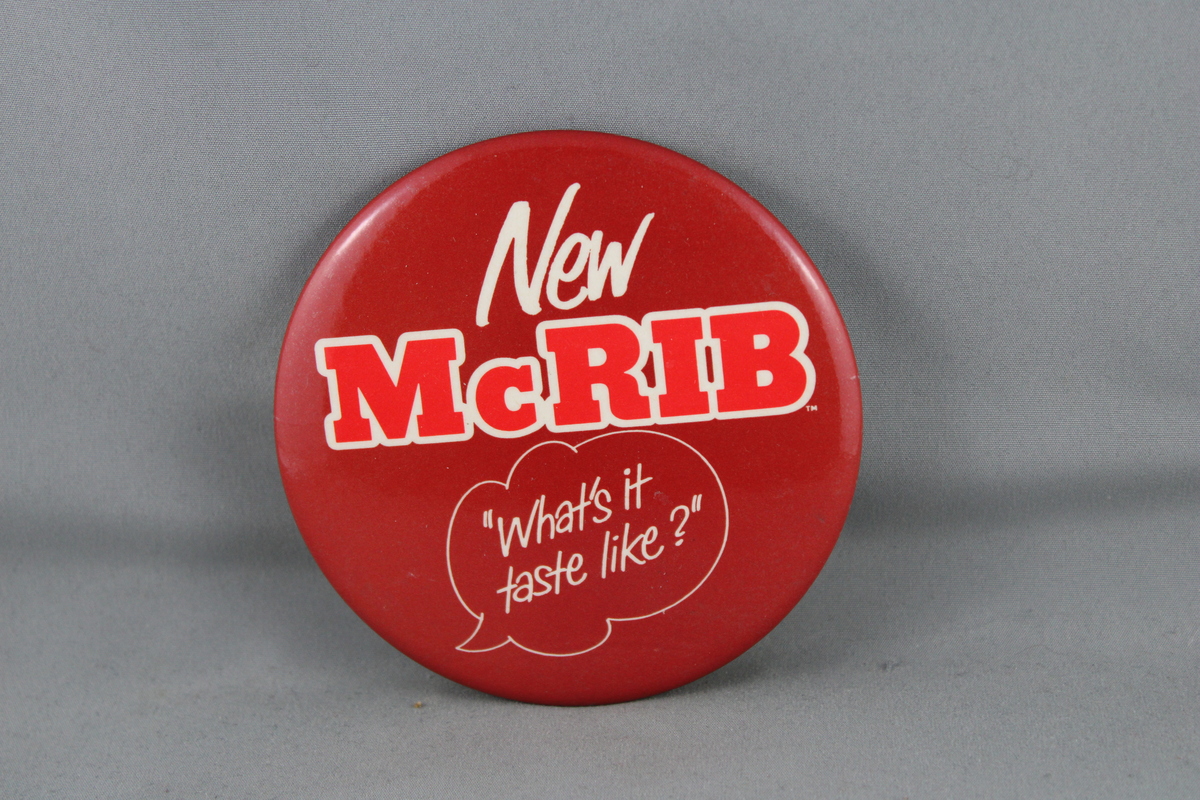 New
McRIB™
"What's it
taste like?"